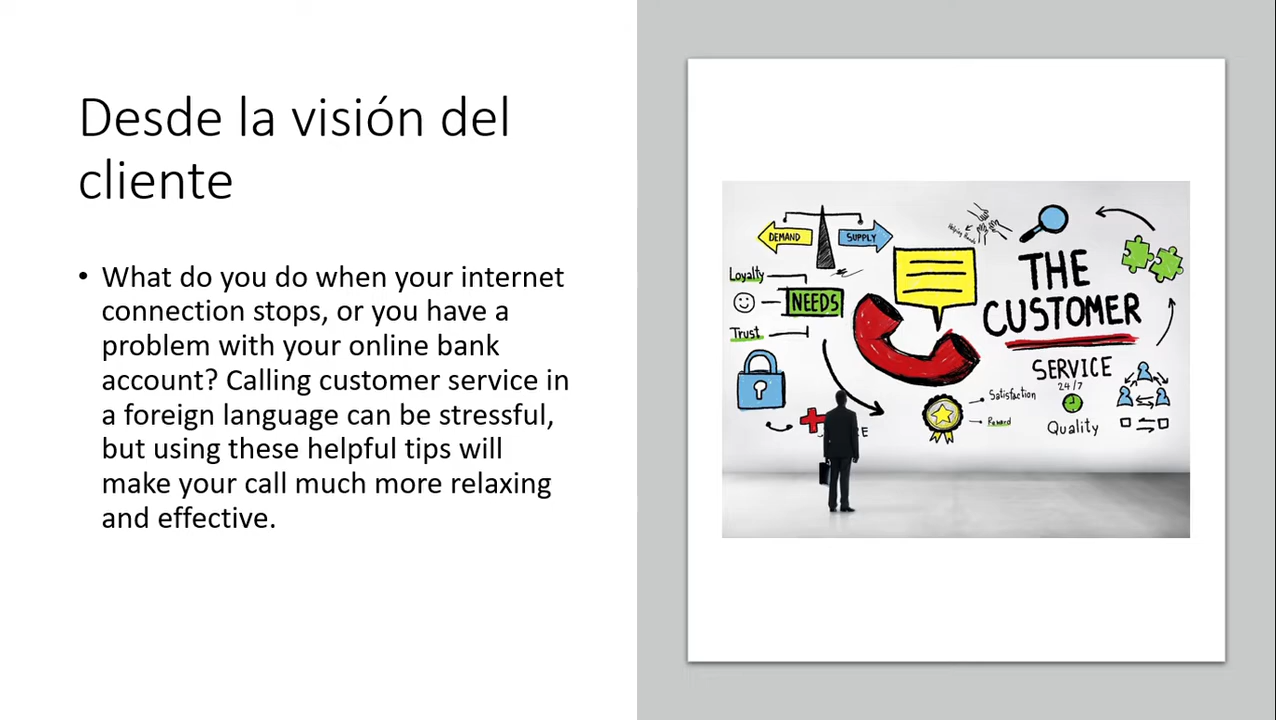 Desde la visión del
cliente
• What do you do when your internet
connection stops, or you have a
problem with your online bank
account? Calling customer service in
a foreign language can be stressful,
but using these helpful tips will
make your call much more relaxing
and effective.
DEMAND
SUPPLY
Helping Hands
Loyalty
NEEDS
Trust
THE
CUSTOMER
SERVICE
24/7
Satisfaction
Reward
Quality